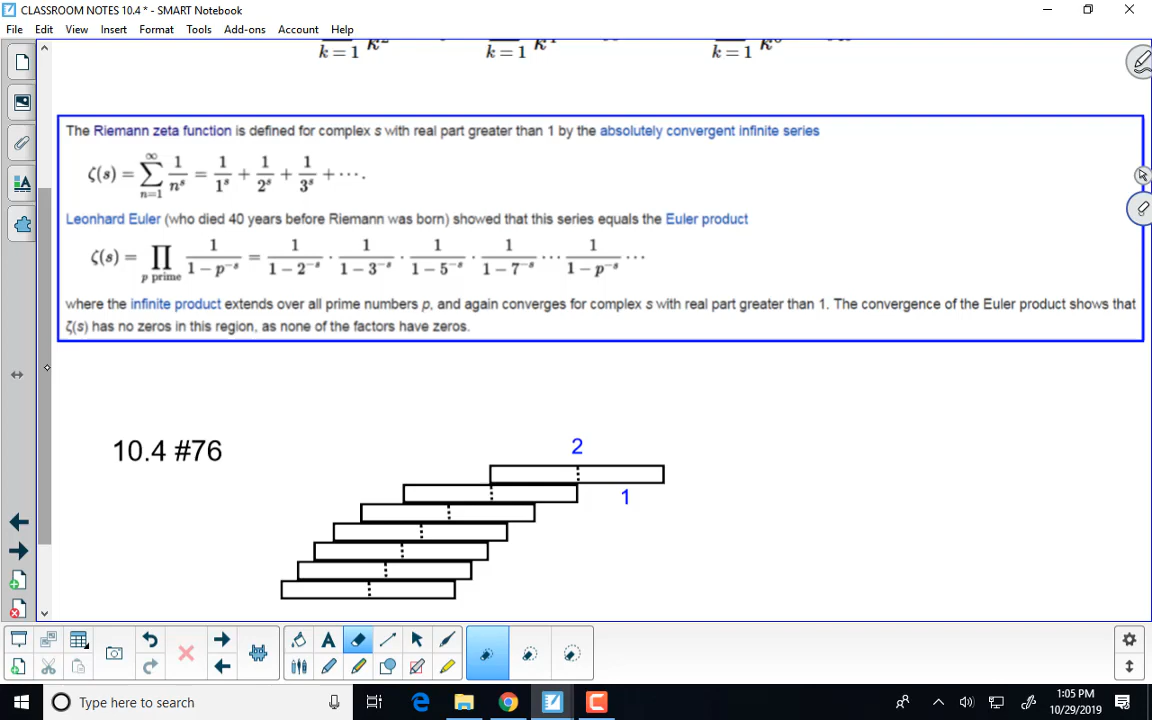 CLASSROOM NOTES 10.4 * - SMART Notebook
File Edit View Insert Format Tools Add-ons Account Help
k = 1 k = 1 k = 1
The Riemann zeta function is defined for complex s with real part greater than 1 by the absolutely convergent infinite series
ζ(s) = ∑ n=1 ∞ 1/n^s = 1/1^s + 1/2^s + 1/3^s + ⋯.
Leonhard Euler (who died 40 years before Riemann was born) showed that this series equals the Euler product
ζ(s) = ∏ p prime 1/(1 − p^−s) = 1/(1 − 2^−s) · 1/(1 − 3^−s) · 1/(1 − 5^−s) · 1/(1 − 7^−s) ⋯ 1/(1 − p^−s) ⋯
where the infinite product extends over all prime numbers p, and again converges for complex s with real part greater than 1. The convergence of the Euler product shows that
ζ(s) has no zeros in this region, as none of the factors have zeros.
10.4 #76
2
1
Type here to search
1:05 PM
10/29/2019